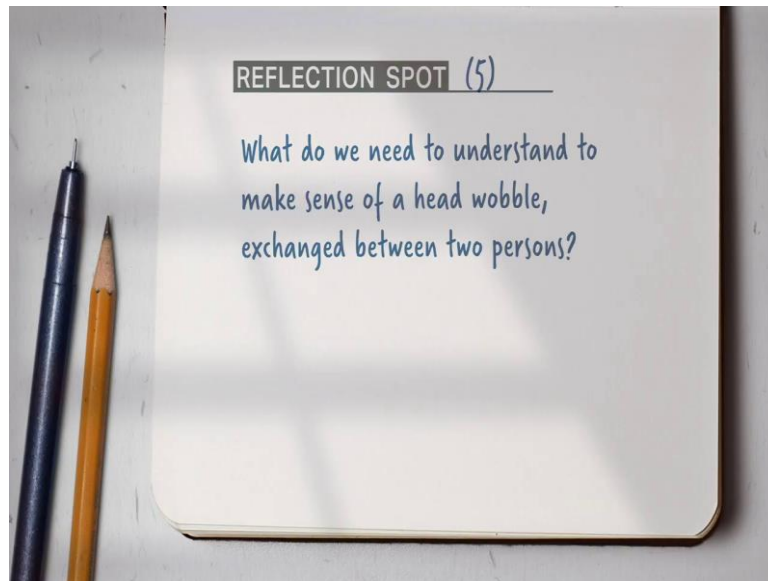 REFLECTION SPOT (5)
What do we need to understand to
make sense of a head wobble,
exchanged between two persons?